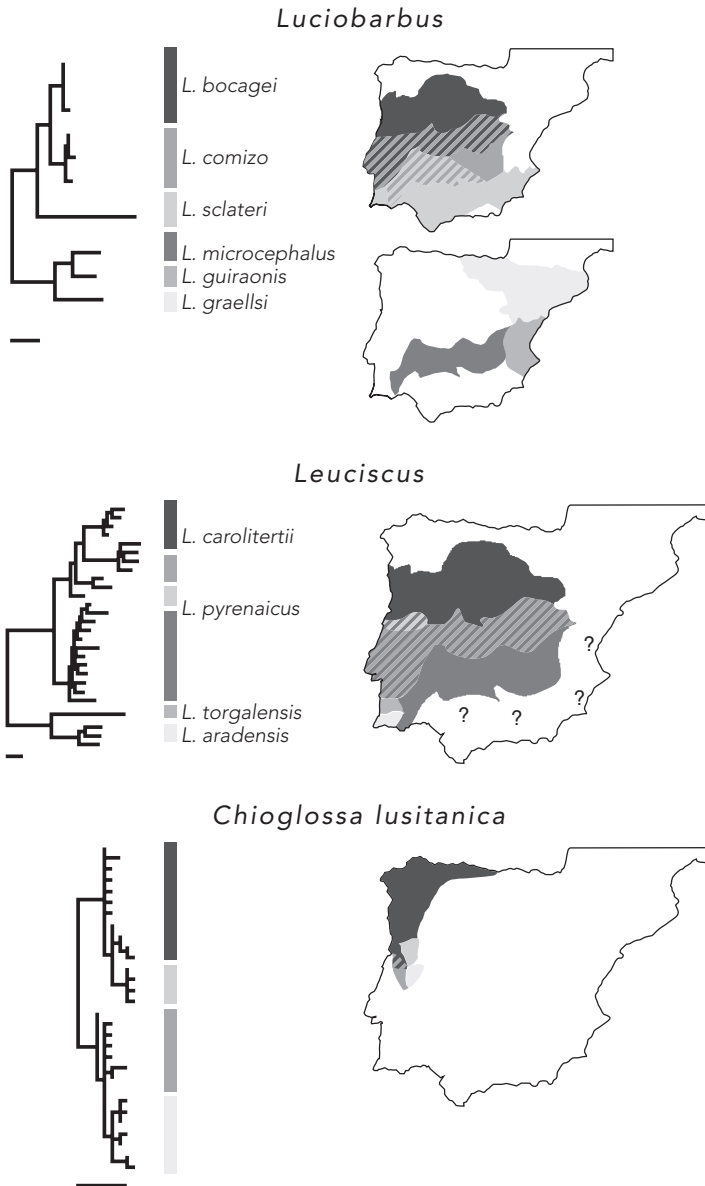 Luciobarbus
L. bocagei
L. comizo
L. sclateri
L. microcephalus
L. guiraonis
L. graellsi
Leuciscus
L. carolitertii
L. pyrenaicus
?
?
?
?
L. torgalensis
L. aradensis
Chioglossa lusitanica